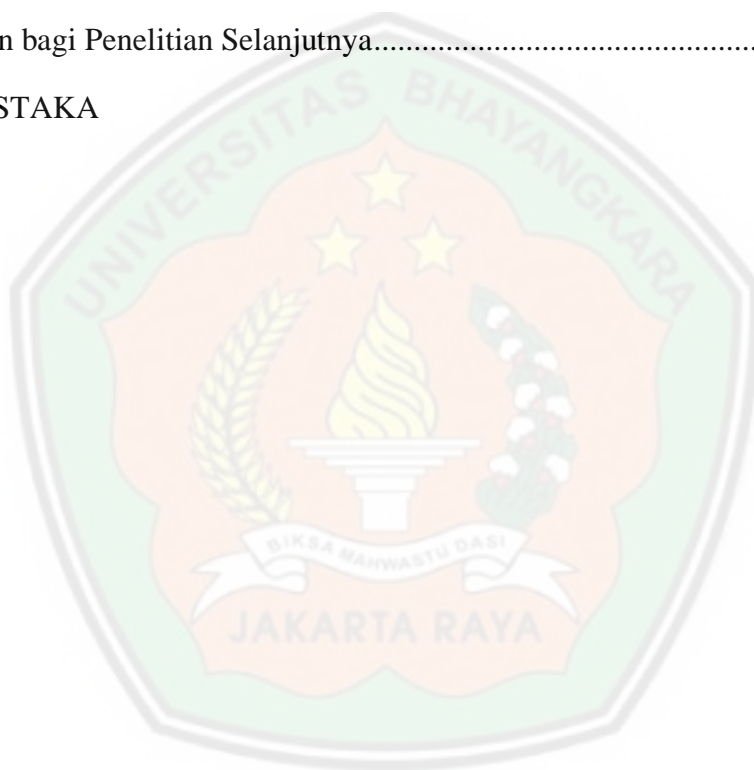 n bagi Penelitian Selanjutnya...............................................
STAKA
UNIVERSITAS BHAYANGKARA
BIKSA MAHWASTU DASI
JAKARTA RAYA